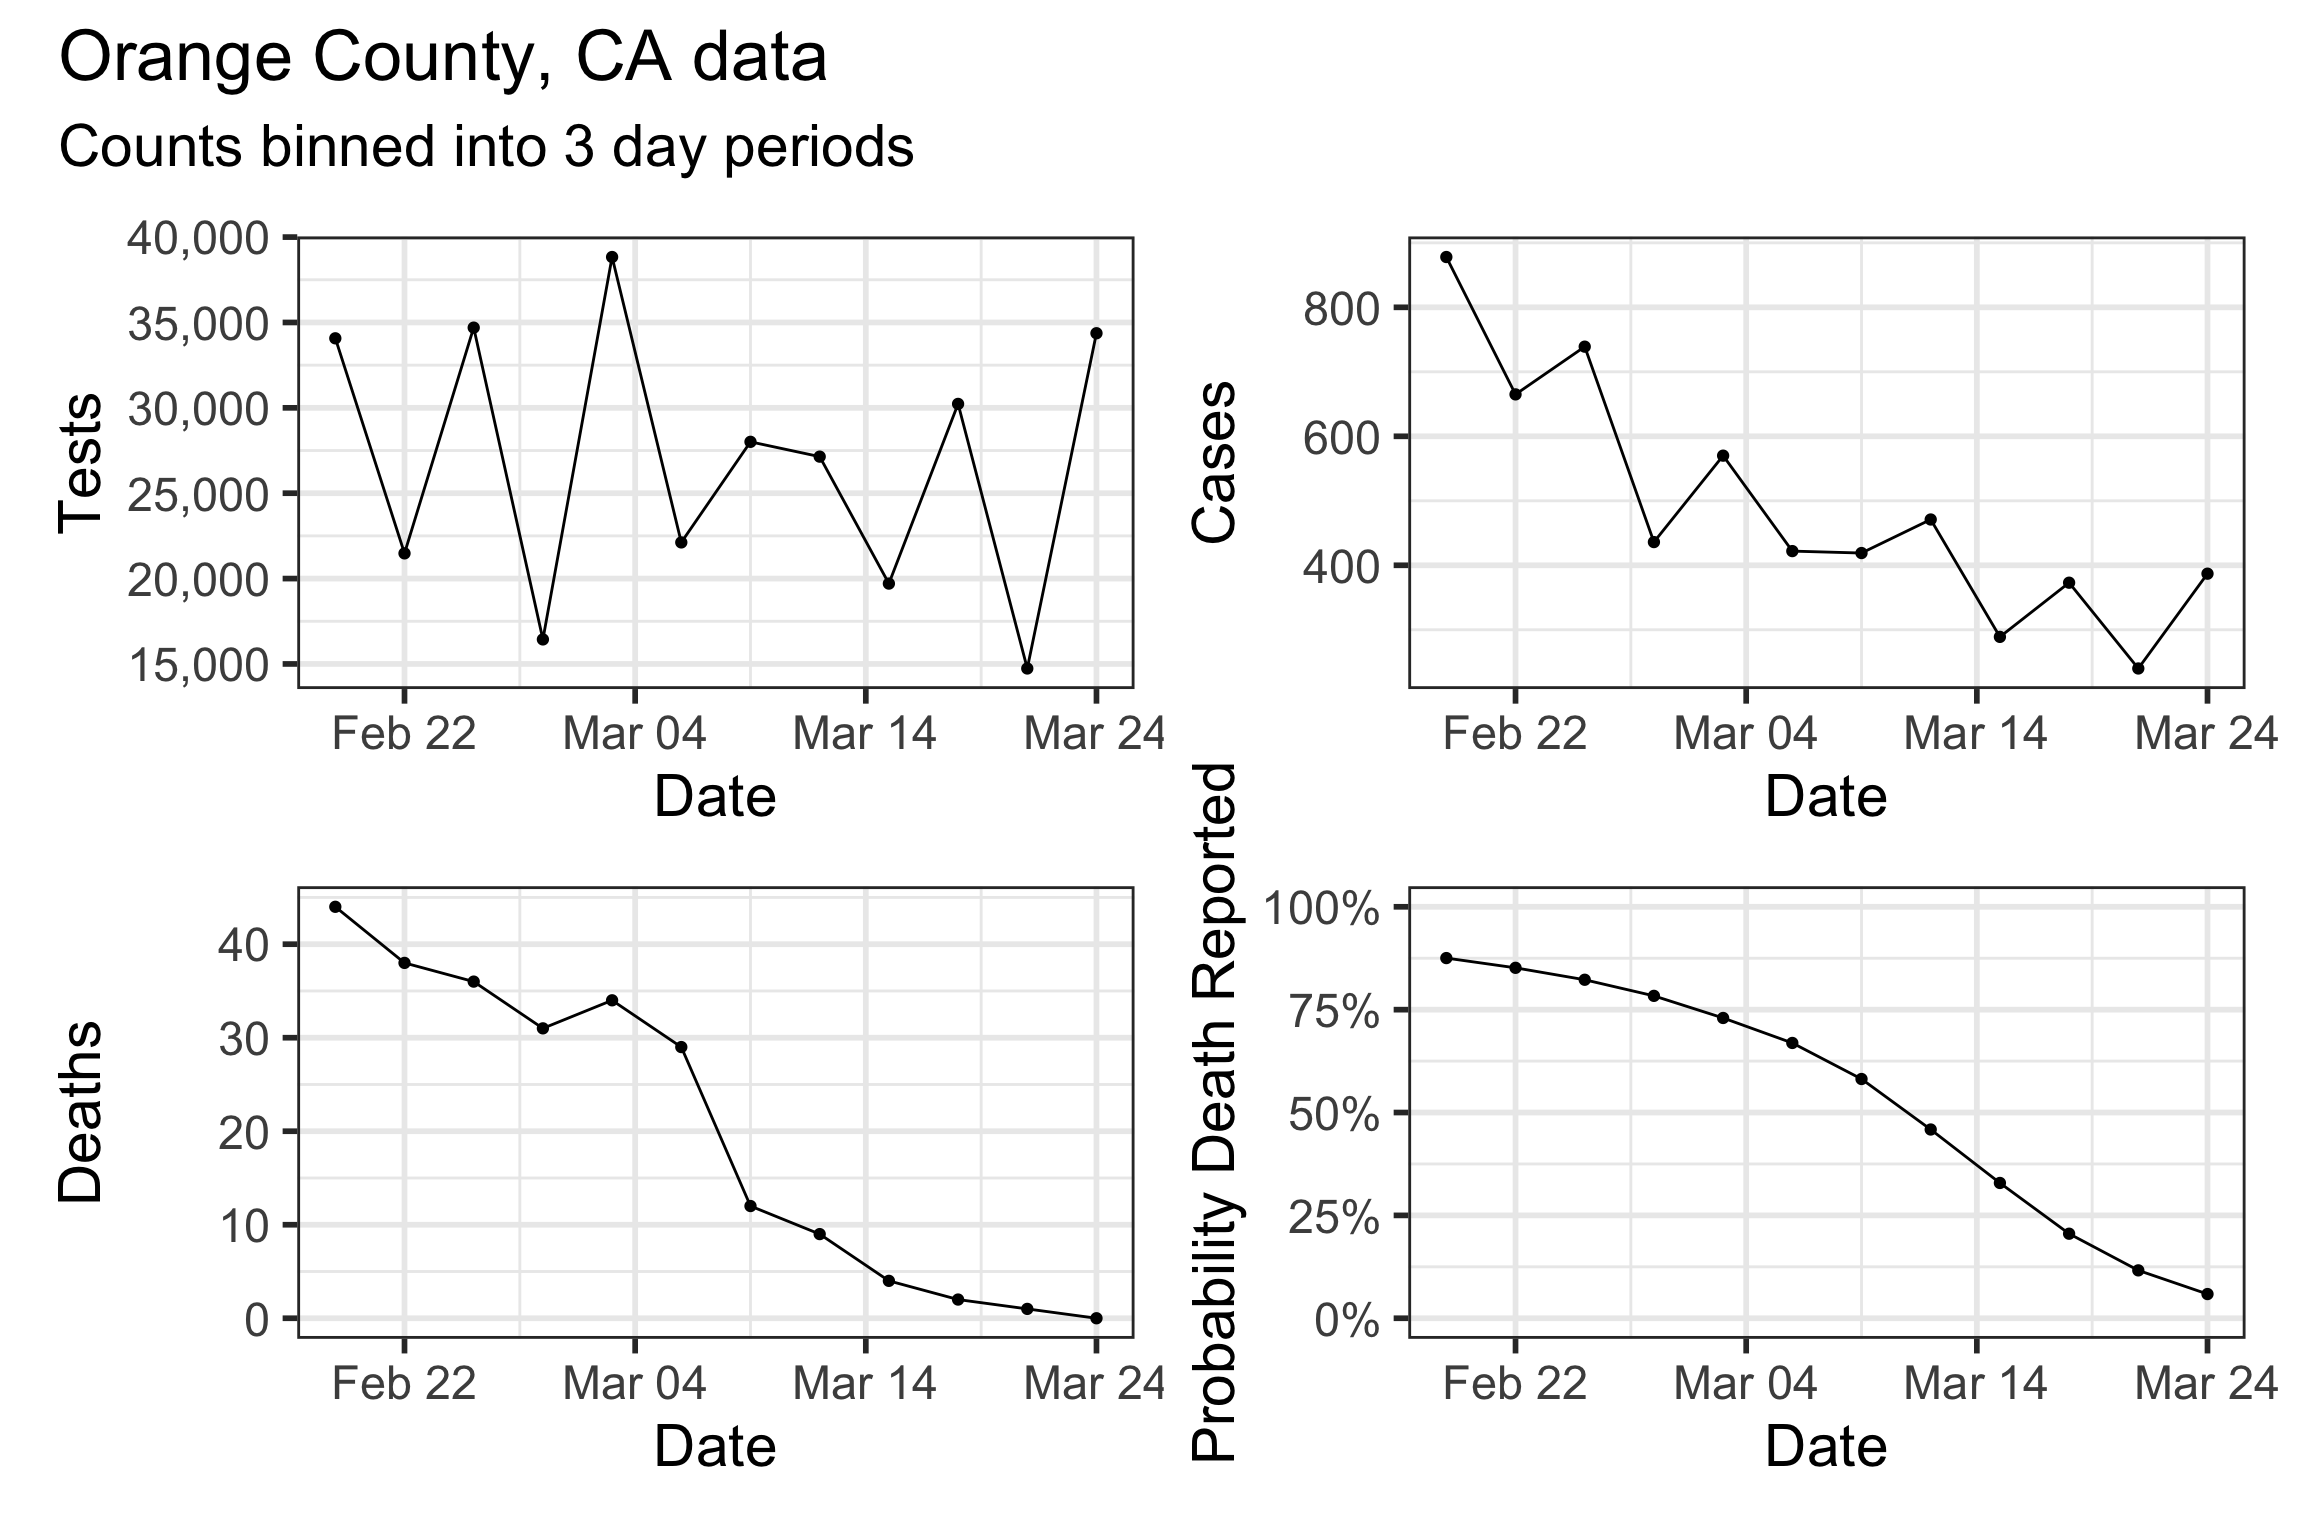 Orange County, CA data
Counts binned into 3 day periods
Tests
40,000
35,000
30,000
25,000
20,000
15,000
Feb 22 Mar 04 Mar 14 Mar 24
Date
Cases
800
600
400
Feb 22 Mar 04 Mar 14 Mar 24
Date
Deaths
40
30
20
10
0
Feb 22 Mar 04 Mar 14 Mar 24
Date
Probability Death Reported
100%
75%
50%
25%
0%
Feb 22 Mar 04 Mar 14 Mar 24
Date